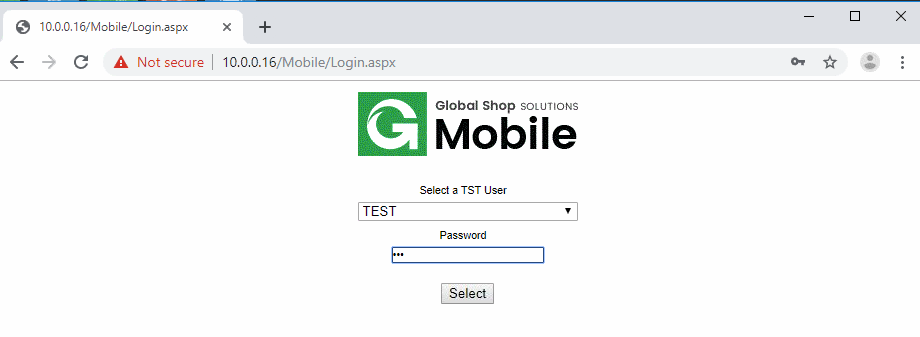 10.0.0.16/Mobile/Login.aspx
Not secure 10.0.0.16/Mobile/Login.aspx
G Global Shop SOLUTIONS
Mobile
Select a TST User
TEST
Password
•••
Select